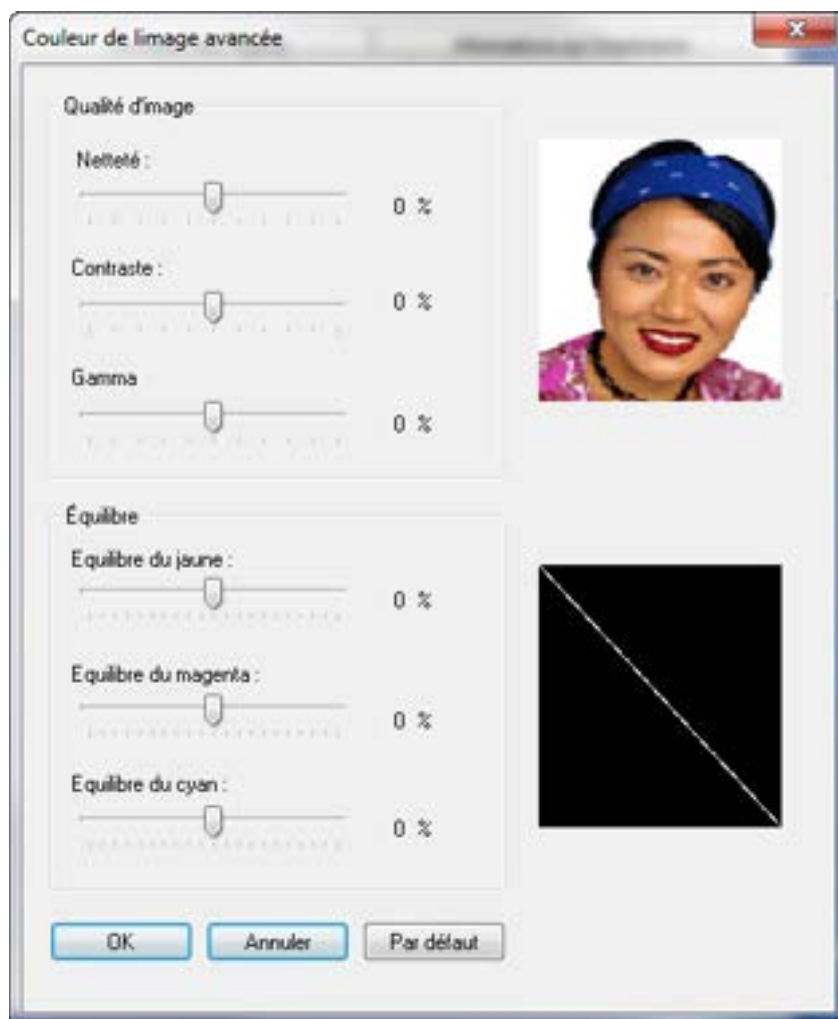 Couleur de limage avancée
Qualité d'image
Netteté :
0 %
Contraste :
0 %
Gamma
0 %
Équilibre
Equilibre du jaune :
0 %
Equilibre du magenta :
0 %
Equilibre du cyan :
0 %
OK
Annuler
Par défaut